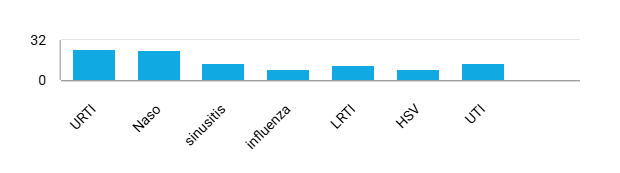 32
0
URTI
Naso
sinusitis
influenza
LRTI
HSV
UTI